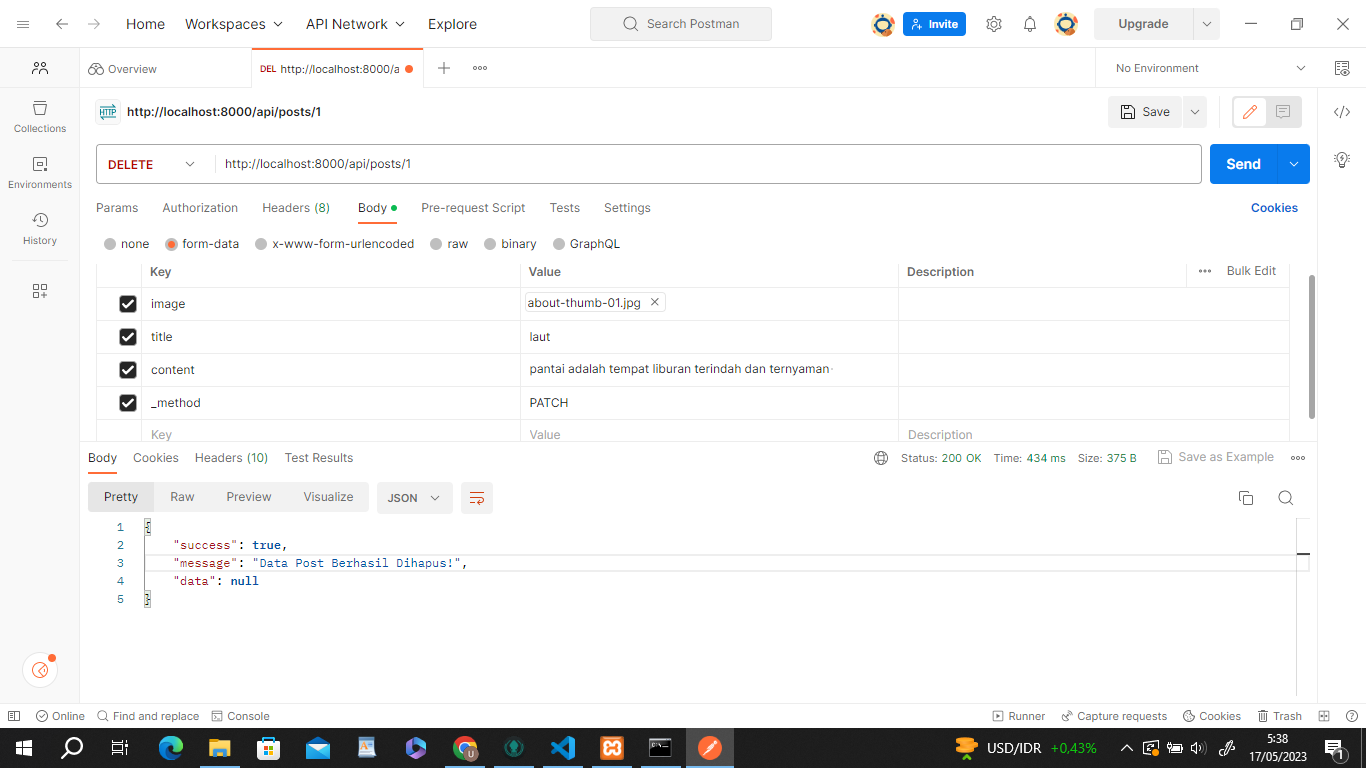 Home Workspaces API Network Explore Search Postman Invite Upgrade
Overview DEL http://localhost:8000/a No Environment
HTTP http://localhost:8000/api/posts/1 Save
Collections
Environments
History
DELETE http://localhost:8000/api/posts/1 Send
Params Authorization Headers (8) Body Pre-request Script Tests Settings Cookies
none form-data x-www-form-urlencoded raw binary GraphQL
Key Value Description Bulk Edit
image about-thumb-01.jpg
title laut
content pantai adalah tempat liburan terindah dan ternyaman
_method PATCH
Key Value Description
Body Cookies Headers (10) Test Results Status: 200 OK Time: 434 ms Size: 375 B Save as Example
Pretty Raw Preview Visualize JSON
1 {
2 "success": true,
3 "message": "Data Post Berhasil Dihapus!",
4 "data": null
5 }
Online Find and replace Console Runner Capture requests Cookies Trash
USD/IDR +0,43% 5:38
17/05/2023 1